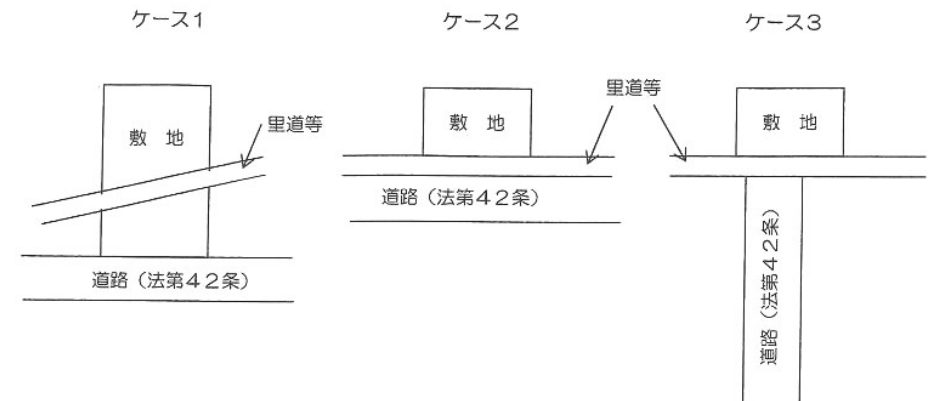 ケース１
敷　地
里道等
道路（法第４２条）
ケース２
敷　地
里道等
道路（法第４２条）
ケース３
敷　地
道路（法第４２条）